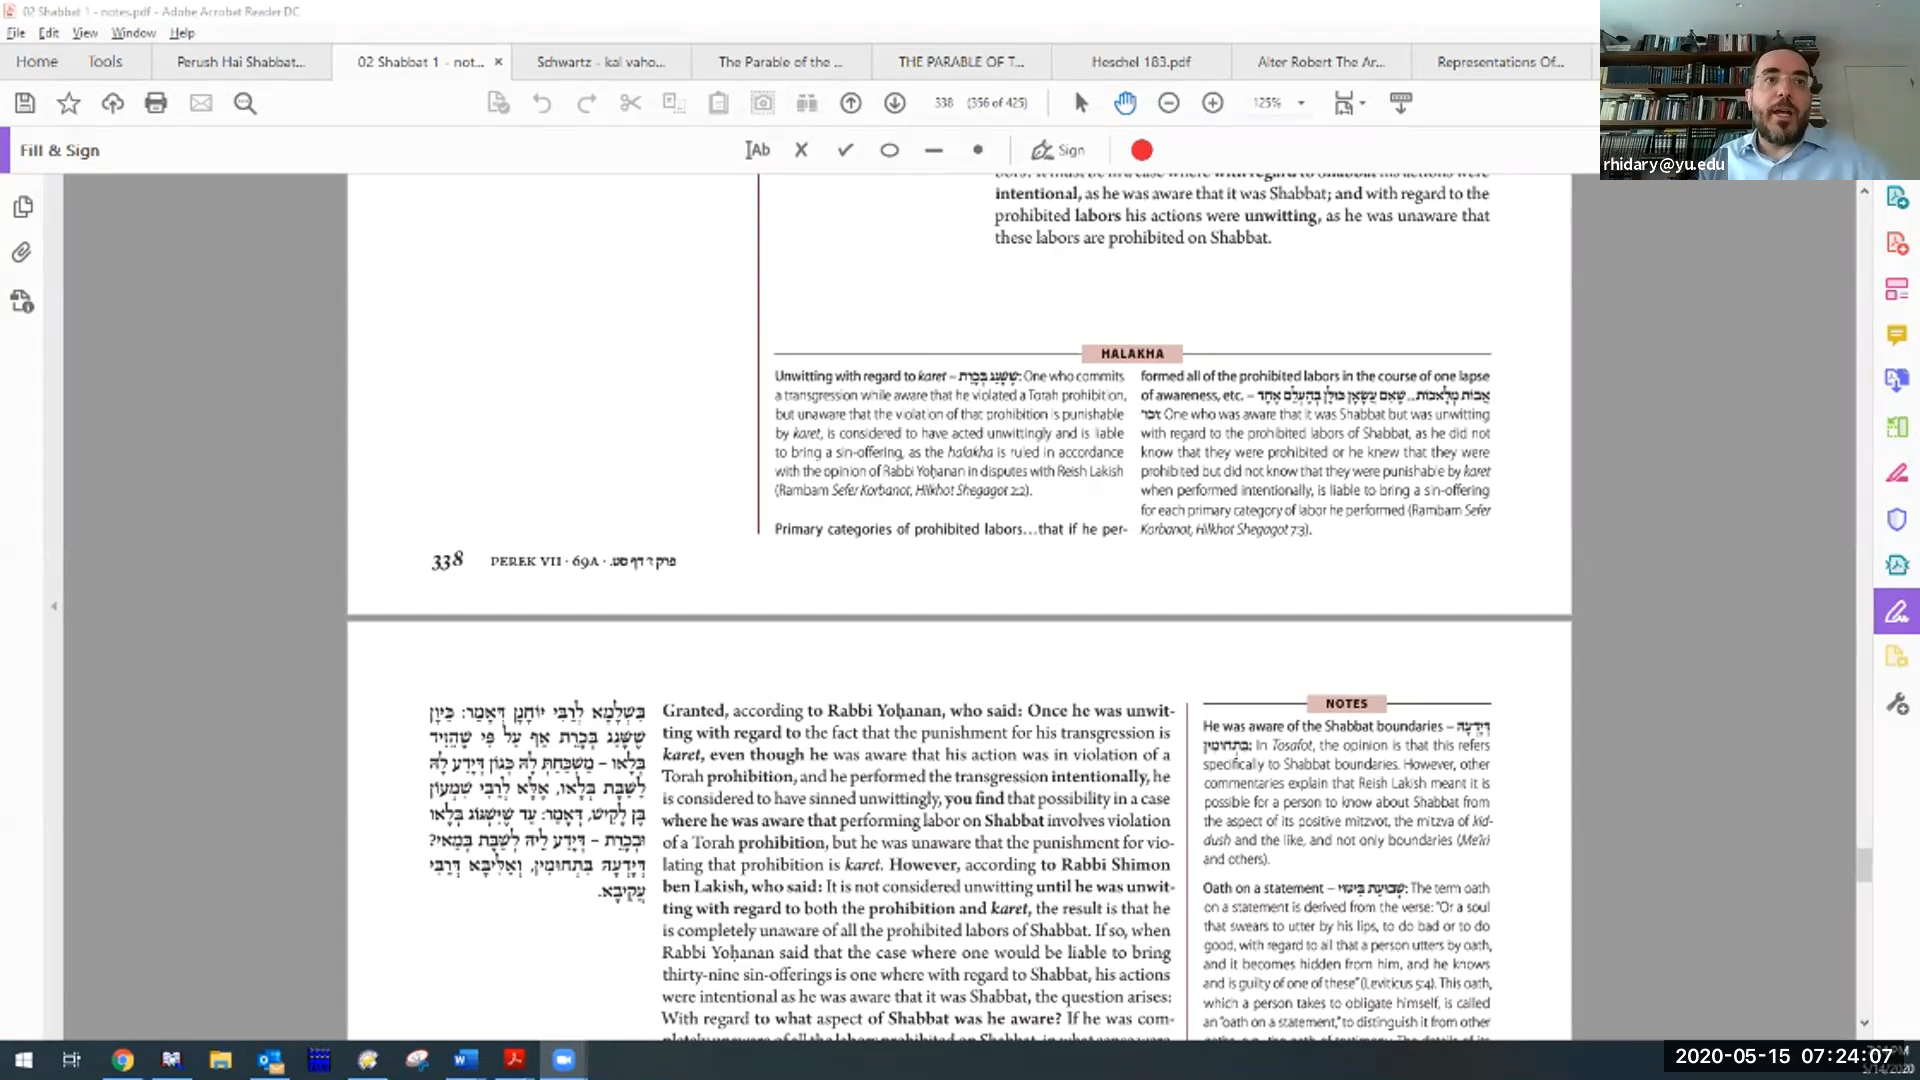 02 Shabbat 1 - notes.pdf - Adobe Acrobat Reader DC
File Edit View Window Help
Home Tools Perush Hai Shabbat... 02 Shabbat 1 - not... × Schwartz - kal vaho... The Parable of the ... THE PARABLE OF T... Heschel 183.pdf Alter Robert The Ar... Representations Of...
338 (356 of 425) 125%
Fill & Sign
Sign
rhidary@yu.edu
intentional, as he was aware that it was Shabbat; and with regard to the
prohibited labors his actions were unwitting, as he was unaware that
these labors are prohibited on Shabbat.
HALAKHA
Unwitting with regard to karet – שֶׁשָּׁגַג בְּכָרֵת: One who commits
a transgression while aware that he violated a Torah prohibition,
but unaware that the violation of that prohibition is punishable
by karet, is considered to have acted unwittingly and is liable
to bring a sin-offering, as the halakha is ruled in accordance
with the opinion of Rabbi Yoḥanan in disputes with Reish Lakish
(Rambam Sefer Korbanot, Hilkhot Shegagot 2:2).
Primary categories of prohibited labors...that if he per-
formed all of the prohibited labors in the course of one lapse
of awareness, etc. – אֲבוֹת מְלָאכוֹת...שֶׁאִם עֲשָׂאָן כּוּלָּן בְּהֶעְלֵם אֶחָד
וכו׳: One who was aware that it was Shabbat but was unwitting
with regard to the prohibited labors of Shabbat, as he did not
know that they were prohibited or he knew that they were
prohibited but did not know that they were punishable by karet
when performed intentionally, is liable to bring a sin-offering
for each primary category of labor he performed (Rambam Sefer
Korbanot, Hilkhot Shegagot 7:3).
338 PEREK VII · 69A · פרק ז׳ דף סט.
בִּשְׁלָמָא לְרַבִּי יוֹחָנָן דְּאָמַר: כֵּיוָן
שֶׁשָּׁגַג בְּכָרֵת אַף עַל פִּי שֶׁהֵזִיד
בְּלָאו – מַשְׁכַּחַתְּ לָהּ כְּגוֹן דְּיָדַע לָהּ
לְשַׁבָּת בְּלָאו, אֶלָּא לְרַבִּי שִׁמְעוֹן
בֶּן לָקִישׁ, דְּאָמַר: עַד שֶׁיִּשְׁגּוֹג בְּלָאו
וּבְכָרֵת – דְּיָדַע לֵיהּ לְשַׁבָּת בְּמַאי?
דְּיָדְעָהּ בִּתְחוּמִין, וְאַלִּיבָּא דְּרַבִּי
עֲקִיבָא.
Granted, according to Rabbi Yoḥanan, who said: Once he was unwit-
ting with regard to the fact that the punishment for his transgression is
karet, even though he was aware that his action was in violation of a
Torah prohibition, and he performed the transgression intentionally, he
is considered to have sinned unwittingly, you find that possibility in a case
where he was aware that performing labor on Shabbat involves violation
of a Torah prohibition, but he was unaware that the punishment for vio-
lating that prohibition is karet. However, according to Rabbi Shimon
ben Lakish, who said: It is not considered unwitting until he was unwit-
ting with regard to both the prohibition and karet, the result is that he
is completely unaware of all the prohibited labors of Shabbat. If so, when
Rabbi Yoḥanan said that the case where one would be liable to bring
thirty-nine sin-offerings is one where with regard to Shabbat, his actions
were intentional as he was aware that it was Shabbat, the question arises:
With regard to what aspect of Shabbat was he aware? If he was com-
NOTES
He was aware of the Shabbat boundaries – דְּיָדְעָהּ
בִּתְחוּמִין: In Tosafot, the opinion is that this refers
specifically to Shabbat boundaries. However, other
commentaries explain that Reish Lakish meant it is
possible for a person to know about Shabbat from
the aspect of its positive mitzvot, the mitzva of kid-
dush and the like, and not only boundaries (Me'iri
and others).
Oath on a statement – שְׁבוּעַת בִּיטּוּי: The term oath
on a statement is derived from the verse: "Or a soul
that swears to utter by his lips, to do bad or to do
good, with regard to all that a person utters by oath,
and it becomes hidden from him, and he knows
and is guilty of one of these" (Leviticus 5:4). This oath,
which a person takes to obligate himself, is called
an "oath on a statement," to distinguish it from other
2020-05-15 07:24:07
5/14/2020